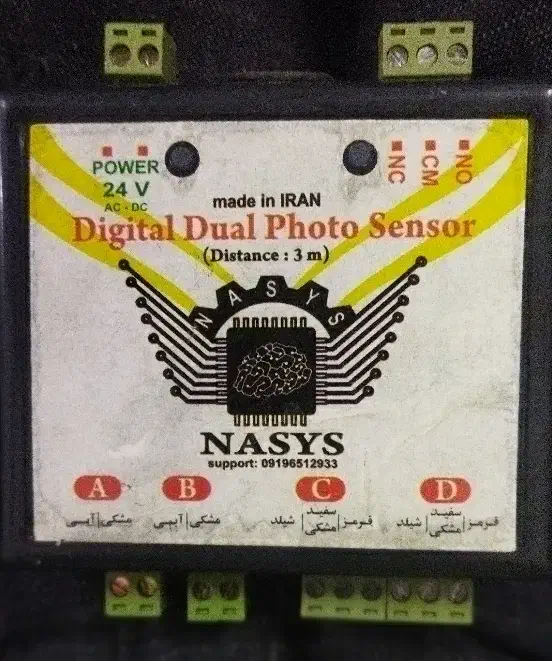 POWER
24 V
AC - DC
NC CM NO
made in IRAN
Digital Dual Photo Sensor
(Distance : 3 m)
NASYS
NASYS
support: 09196512933
A B C D
مشکی|آبی
مشکی|آبی
قرمز|سفید مشکی|شیلد
قرمز|سفید مشکی|شیلد